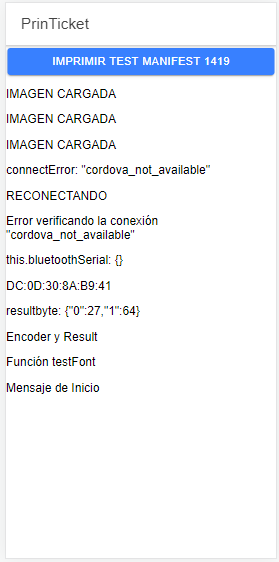 PrinTicket
IMPRIMIR TEST MANIFEST 1419
IMAGEN CARGADA
IMAGEN CARGADA
IMAGEN CARGADA
connectError: "cordova_not_available"
RECONECTANDO
Error verificando la conexión
"cordova_not_available"
this.bluetoothSerial: {}
DC:0D:30:8A:B9:41
resultbyte: {"0":27,"1":64}
Encoder y Result
Función testFont
Mensaje de Inicio